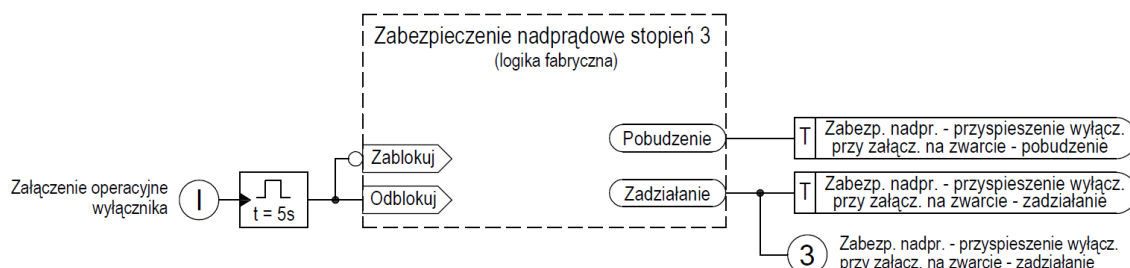 Zabezpieczenie nadprądowe stopień 3
(logika fabryczna)
Pobudzenie
T
Zabezp. nadpr. - przyspieszenie wyłącz.
przy załącz. na zwarcie - pobudzenie
Zablokuj
Załączenie operacyjne
wyłącznika
I
t = 5s
Odblokuj
Zadziałanie
T
Zabezp. nadpr. - przyspieszenie wyłącz.
przy załącz. na zwarcie - zadziałanie
3
Zabezp. nadpr. - przyspieszenie wyłącz.
przy załącz. na zwarcie - zadziałanie